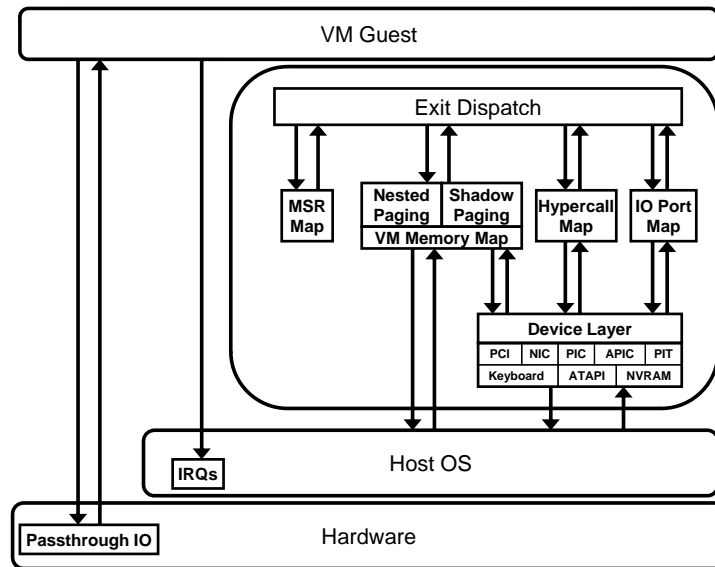 VM Guest
Exit Dispatch
MSR
Map
Nested
Paging
Shadow
Paging
VM Memory Map
Hypercall
Map
IO Port
Map
Device Layer
PCI NIC PIC APIC PIT
Keyboard ATAPI NVRAM
Host OS
IRQs
Hardware
Passthrough IO